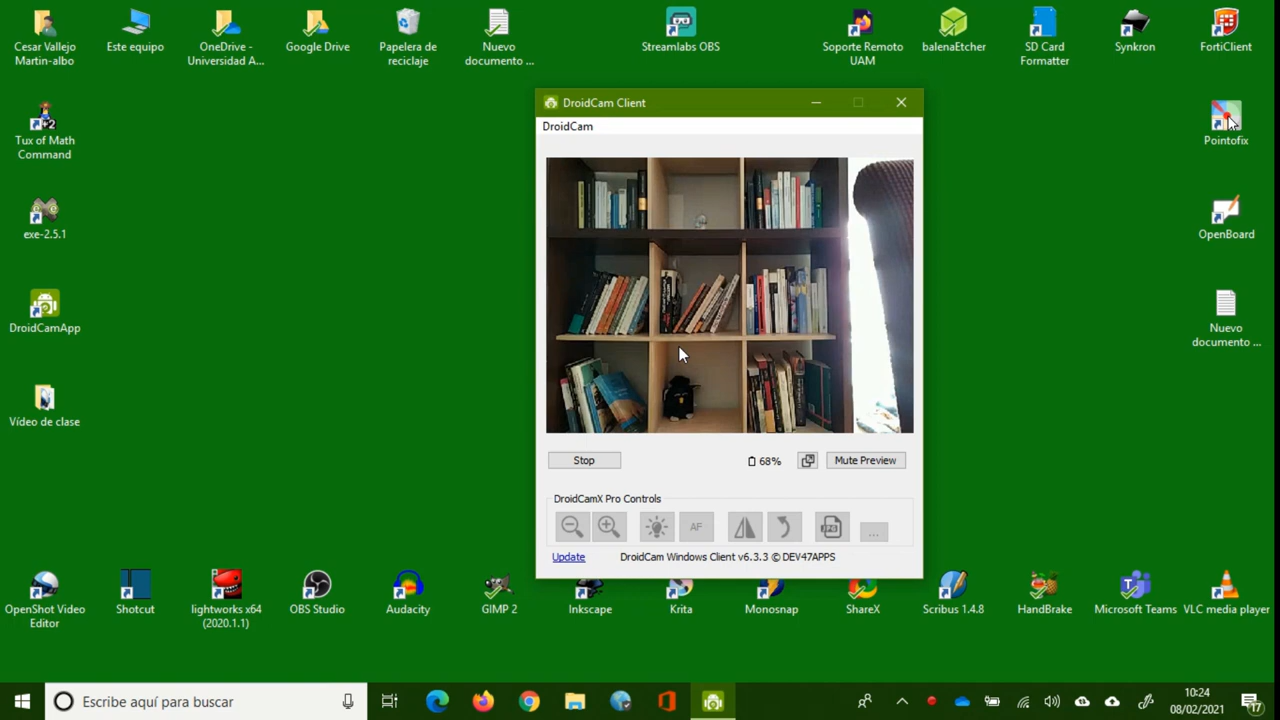 Cesar Vallejo
Martin-albo
Este equipo
OneDrive -
Universidad A...
Google Drive
Papelera de
reciclaje
Nuevo
documento ...
Streamlabs OBS
Soporte Remoto
UAM
balenaEtcher
SD Card
Formatter
Synkron
FortiClient
DroidCam Client
DroidCam
Tux of Math
Command
Pointofix
exe-2.5.1
OpenBoard
DroidCamApp
Nuevo
documento ...
Vídeo de clase
Stop
68%
Mute Preview
DroidCamX Pro Controls
AF
JPG
...
Update
DroidCam Windows Client v6.3.3 © DEV47APPS
OpenShot Video
Editor
Shotcut
lightworks x64
(2020.1.1)
OBS Studio
Audacity
GIMP 2
Inkscape
Krita
Monosnap
ShareX
Scribus 1.4.8
HandBrake
Microsoft Teams
VLC media player
Escribe aquí para buscar
10:24
08/02/2021
17